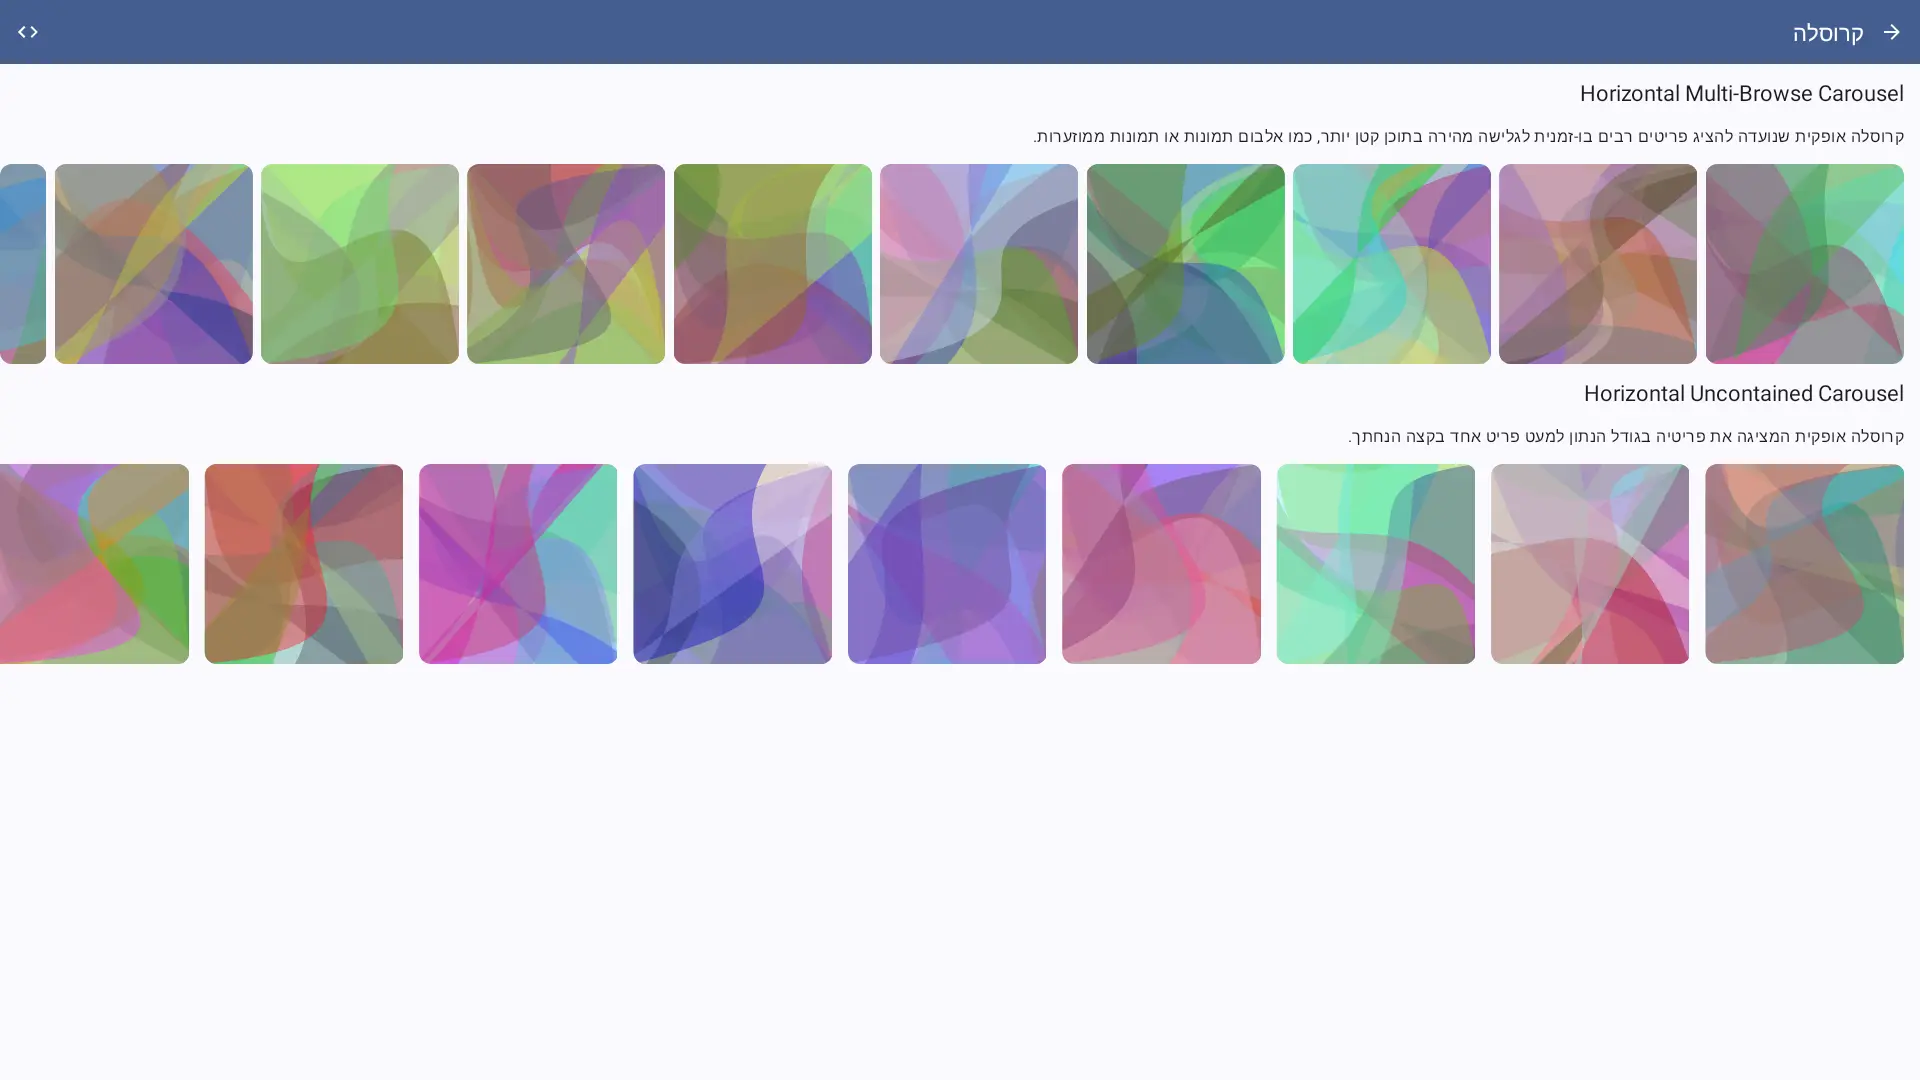 קרוסלה
Horizontal Multi-Browse Carousel
קרוסלה אופקית שנועדה להציג פריטים רבים בו-זמנית לגלישה מהירה בתוכן קטן יותר, כמו אלבום תמונות או תמונות ממוזערות.
Horizontal Uncontained Carousel
קרוסלה אופקית המציגה את פריטיה בגודל הנתון למעט פריט אחד בקצה הנחתך.